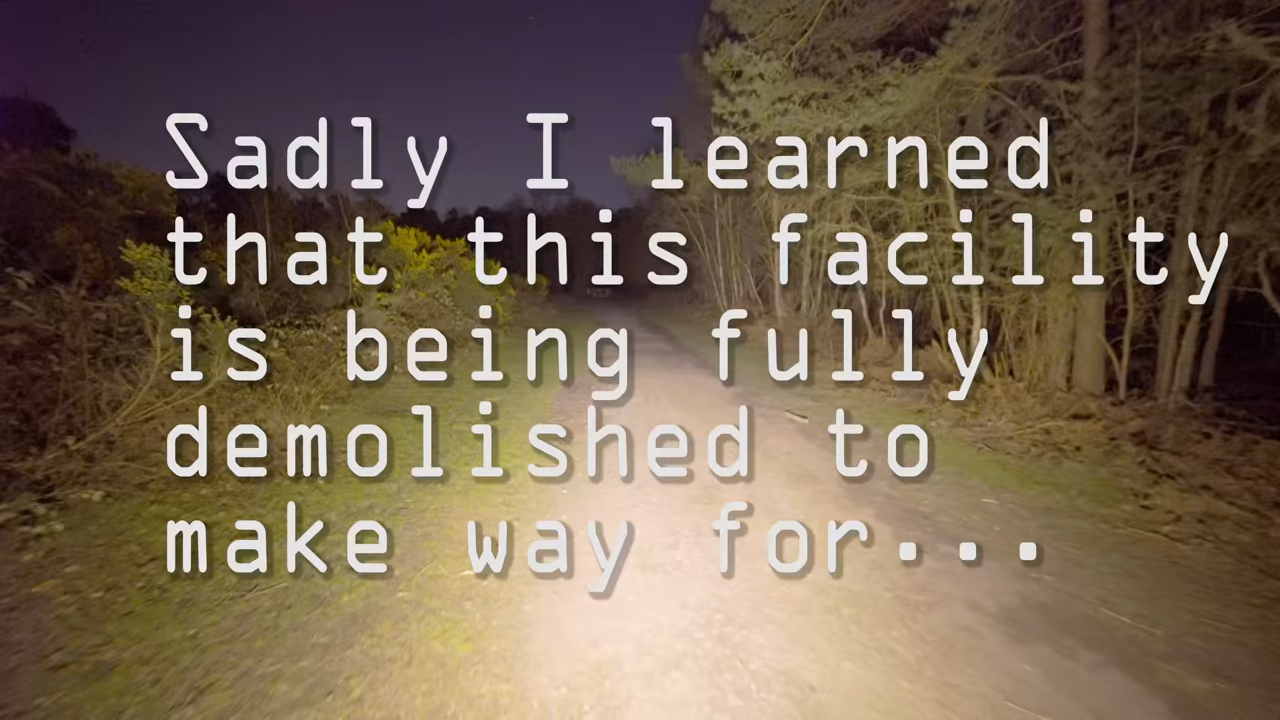 Sadly I learned
that this facility
is being fully
demolished to
make way for...